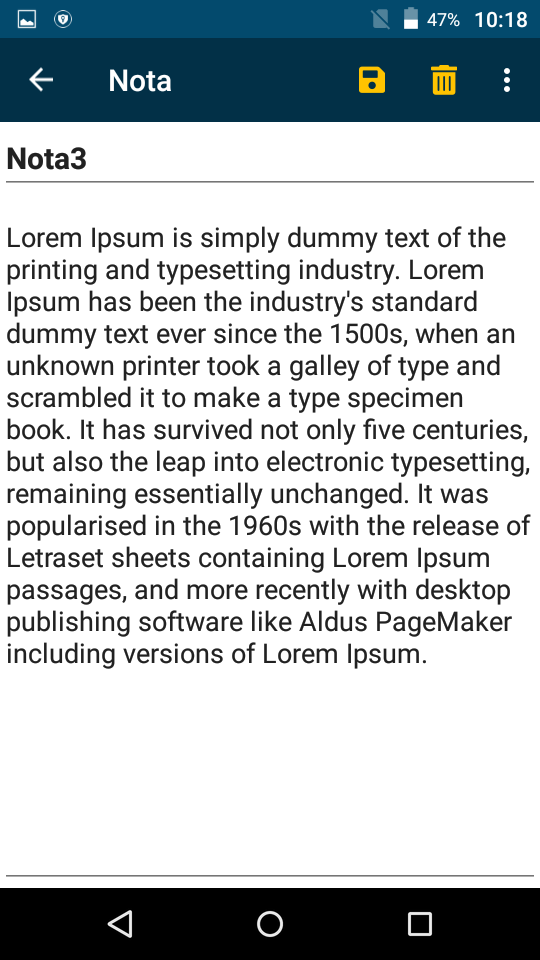 47% 10:18
Nota
Nota3
Lorem Ipsum is simply dummy text of the
printing and typesetting industry. Lorem
Ipsum has been the industry's standard
dummy text ever since the 1500s, when an
unknown printer took a galley of type and
scrambled it to make a type specimen
book. It has survived not only five centuries,
but also the leap into electronic typesetting,
remaining essentially unchanged. It was
popularised in the 1960s with the release of
Letraset sheets containing Lorem Ipsum
passages, and more recently with desktop
publishing software like Aldus PageMaker
including versions of Lorem Ipsum.